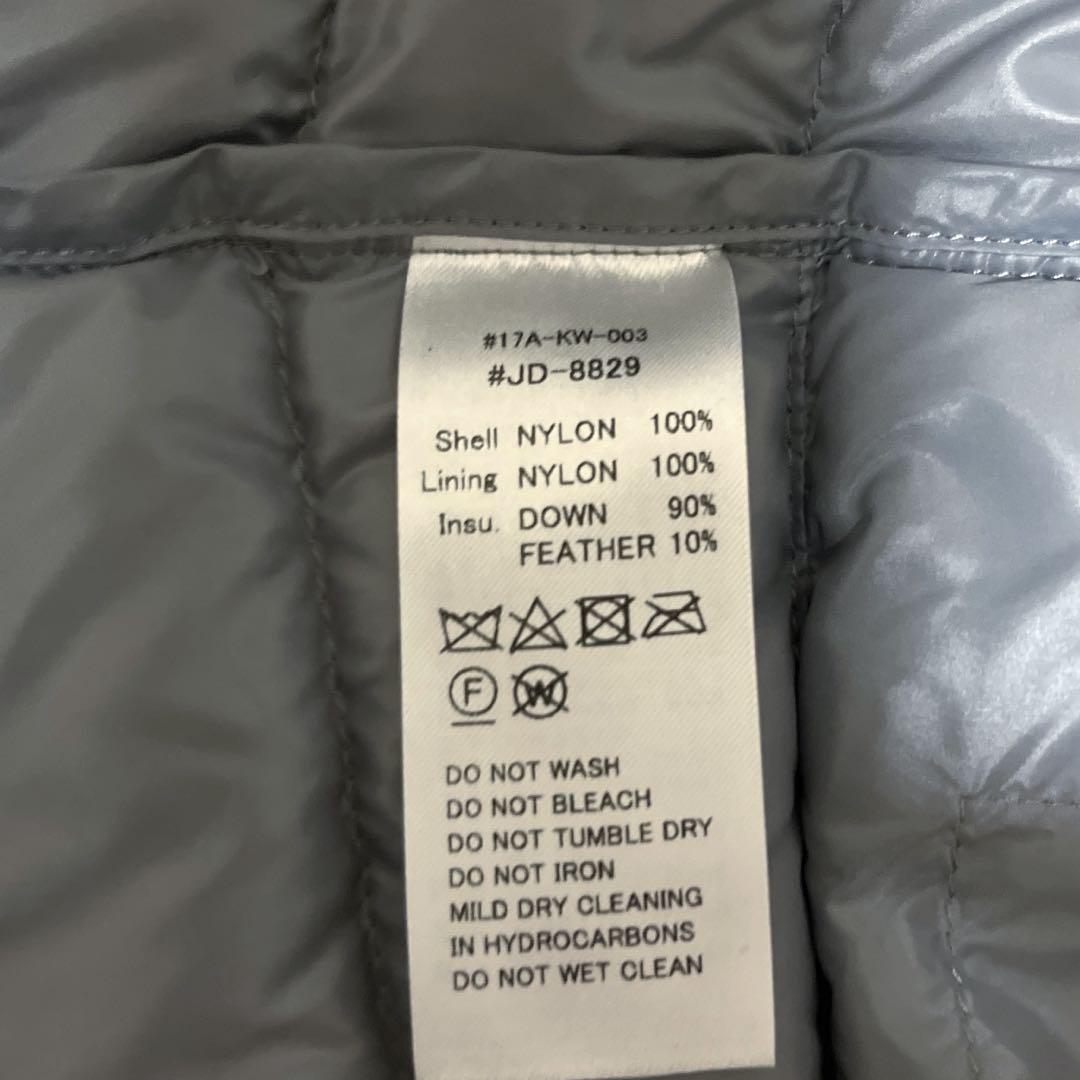 #17A-KW-003
#JD-8829
Shell NYLON 100%
Lining NYLON 100%
Insu. DOWN 90%
FEATHER 10%
F W
DO NOT WASH
DO NOT BLEACH
DO NOT TUMBLE DRY
DO NOT IRON
MILD DRY CLEANING
IN HYDROCARBONS
DO NOT WET CLEAN